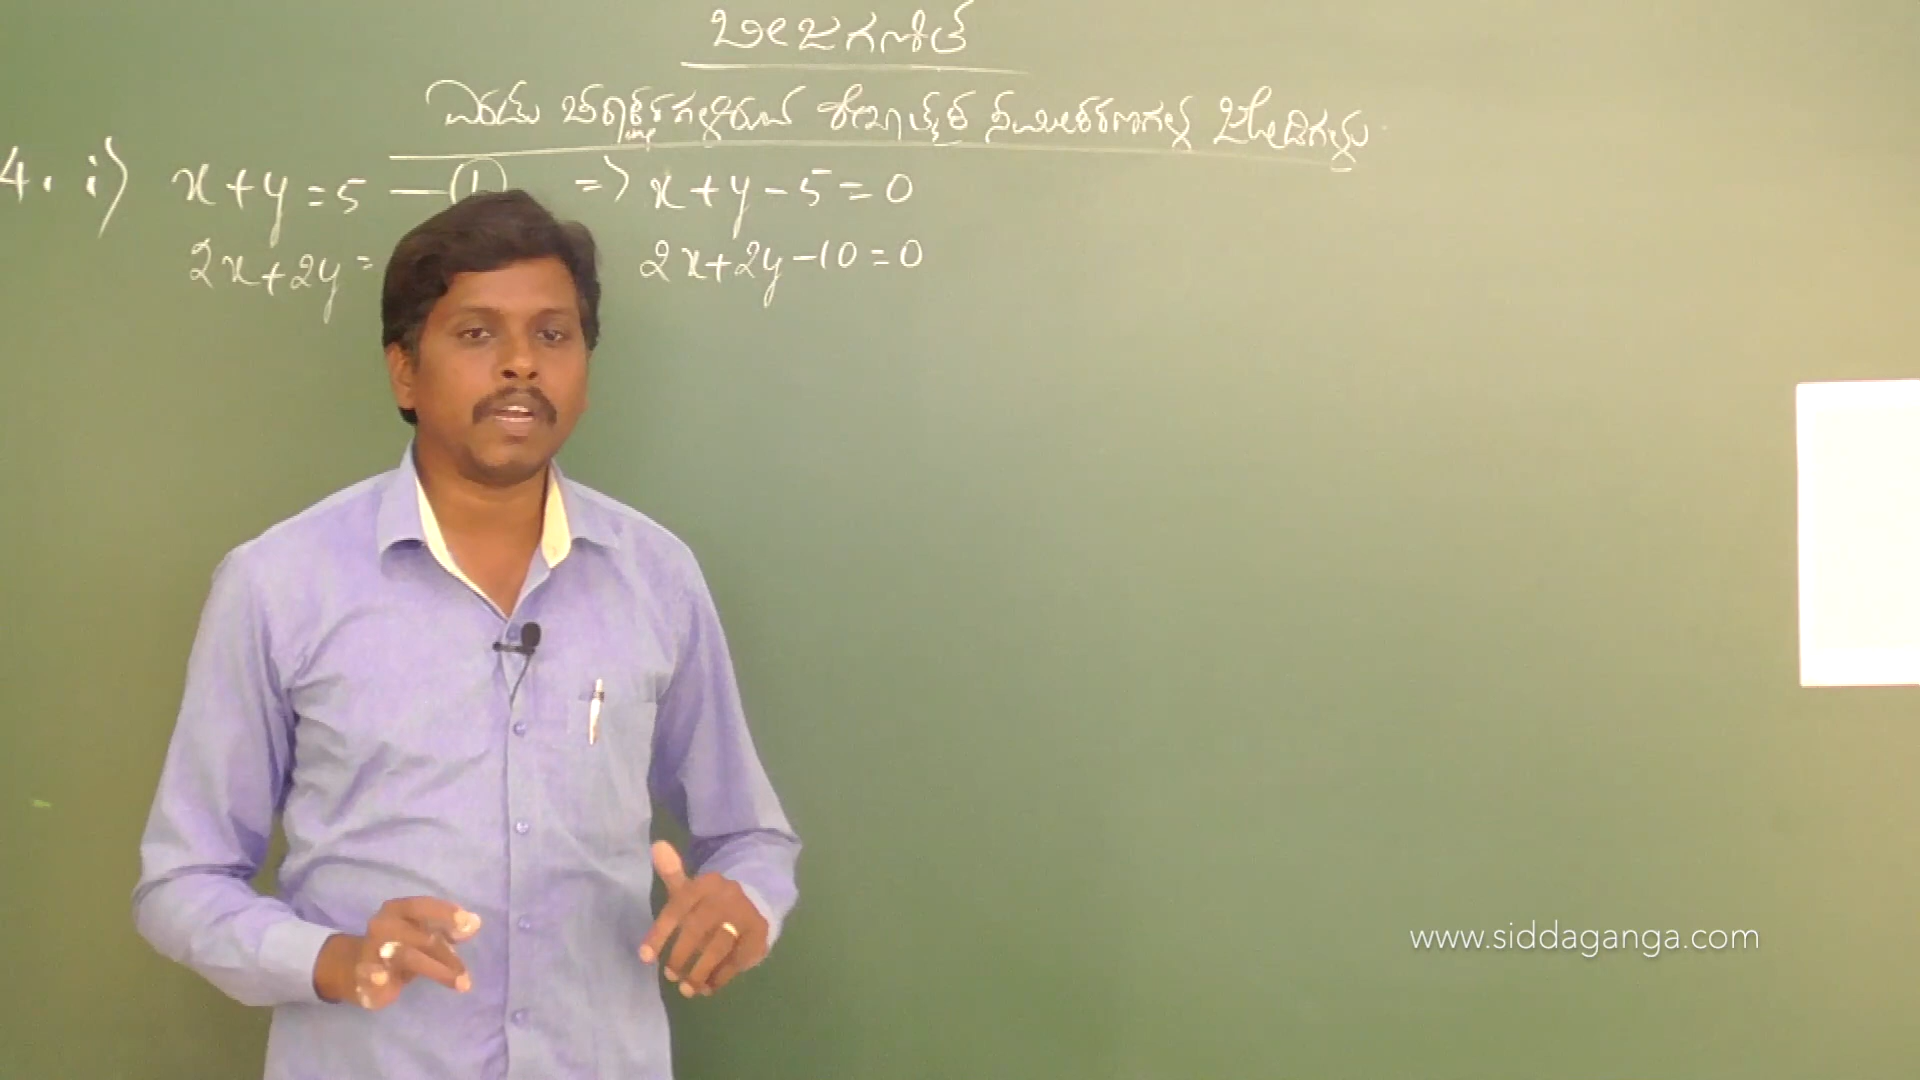 ಬೀಜಗಣಿತ
ಎರಡು ಚರಾಕ್ಷರಗಳಿರುವ ರೇಖಾತ್ಮಕ ಸಮೀಕರಣಗಳ ಜೋಡಿಗಳು
4. i) x+y=5 —(1) => x+y-5=0
2x+2y= 2x+2y-10=0
www.siddaganga.com